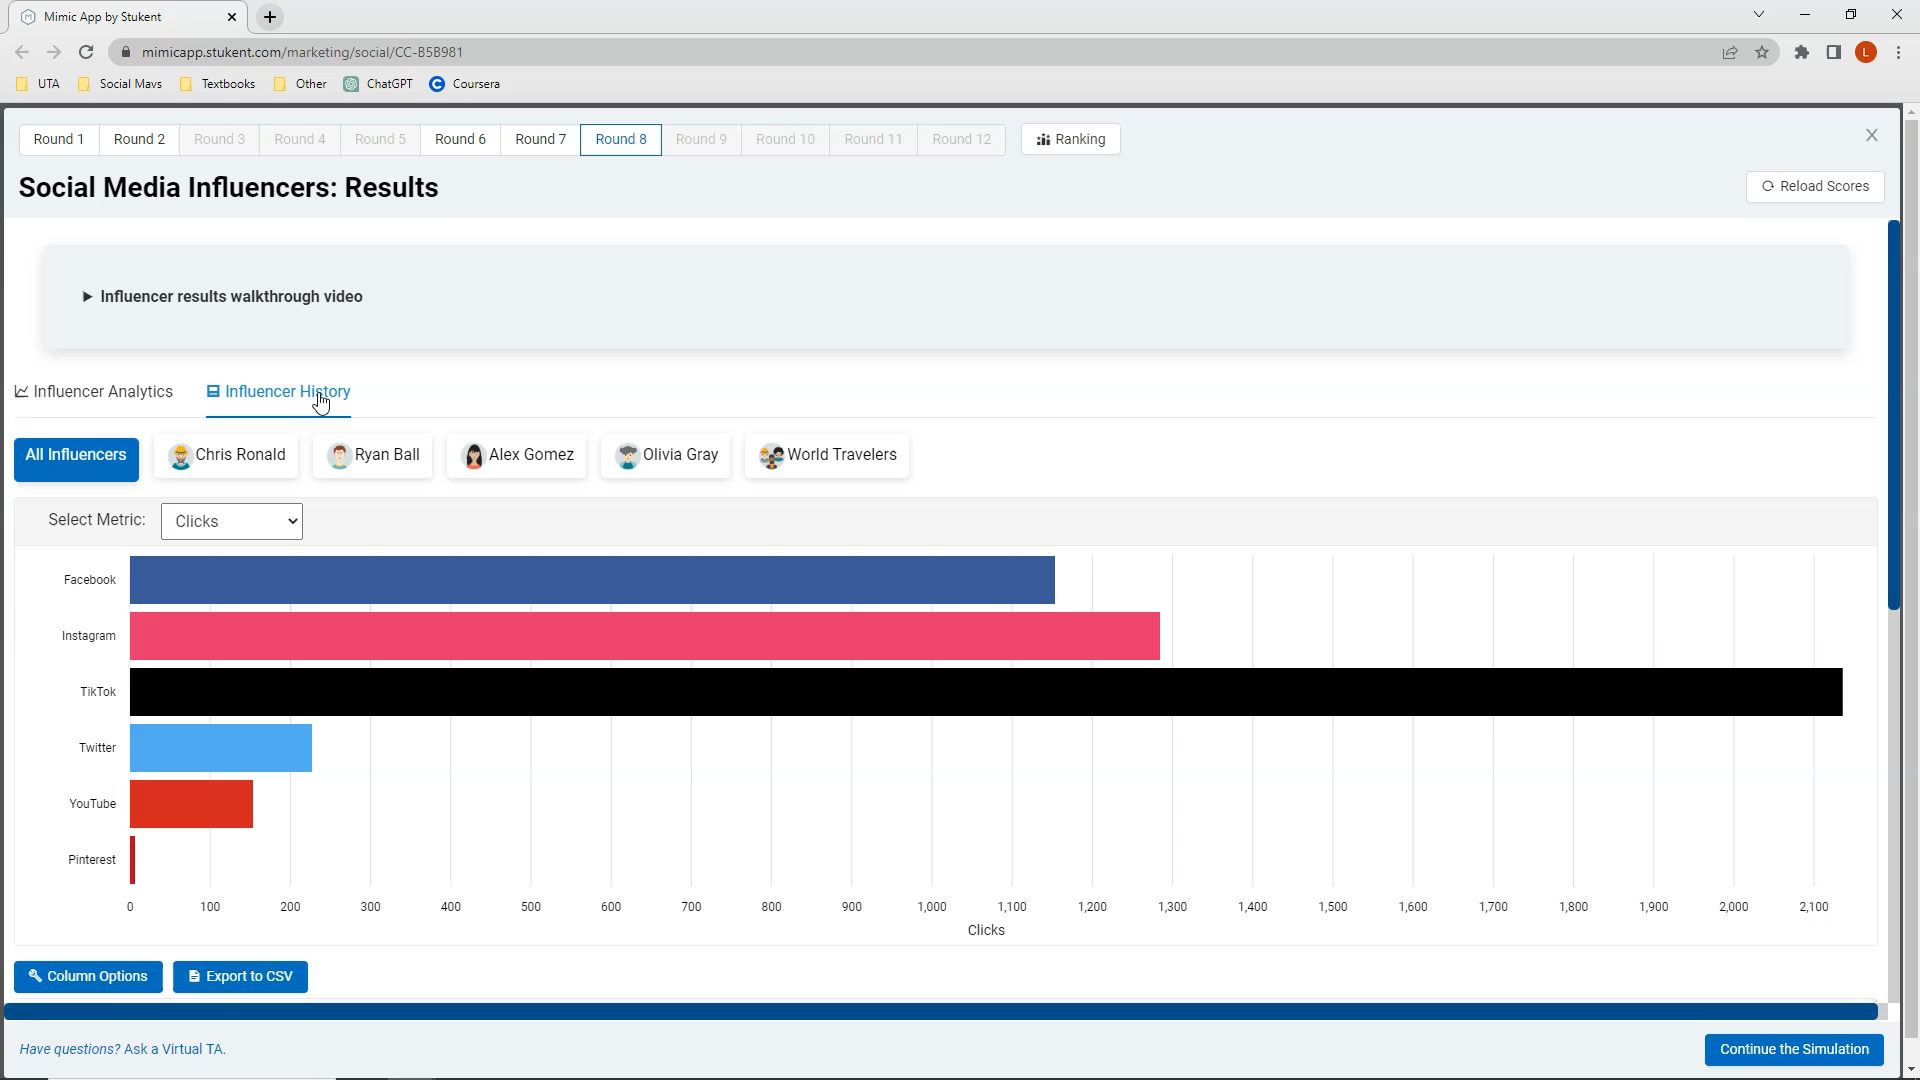 Mimic App by Stukent
mimicapp.stukent.com/marketing/social/CC-B5B981
L
UTA
Social Mavs
Textbooks
Other
ChatGPT
Coursera
Round 1
Round 2
Round 3
Round 4
Round 5
Round 6
Round 7
Round 8
Round 9
Round 10
Round 11
Round 12
Ranking
Social Media Influencers: Results
Reload Scores
Influencer results walkthrough video
Influencer Analytics
Influencer History
All Influencers
Chris Ronald
Ryan Ball
Alex Gomez
Olivia Gray
World Travelers
Select Metric:
Clicks
Facebook
Instagram
TikTok
Twitter
YouTube
Pinterest
0 100 200 300 400 500 600 700 800 900 1,000 1,100 1,200 1,300 1,400 1,500 1,600 1,700 1,800 1,900 2,000 2,100
Clicks
Column Options
Export to CSV
Have questions? Ask a Virtual TA.
Continue the Simulation